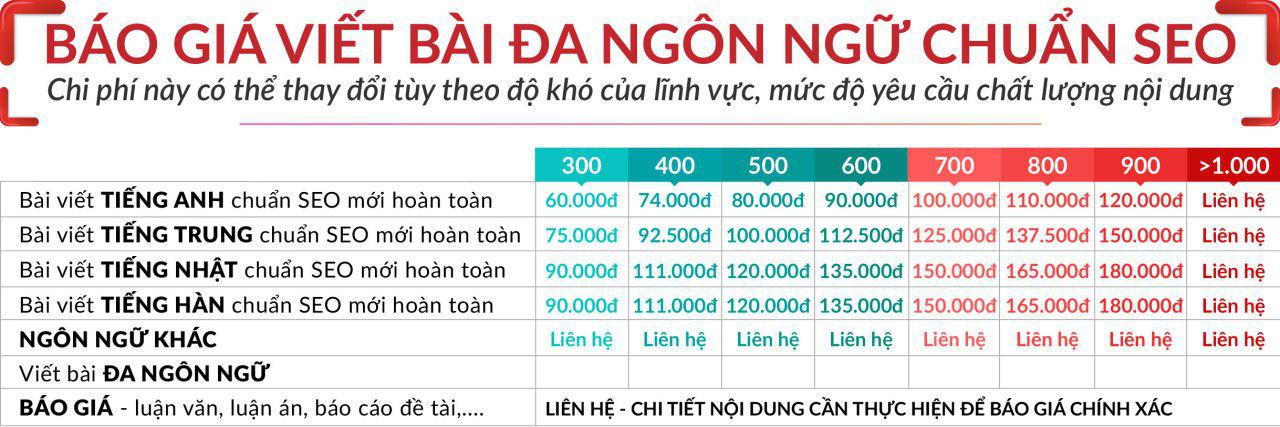 BÁO GIÁ VIẾT BÀI ĐA NGÔN NGỮ CHUẨN SEO
Chi phí này có thể thay đổi tùy theo độ khó của lĩnh vực, mức độ yêu cầu chất lượng nội dung
300 400 500 600 700 800 900 >1.000
Bài viết TIẾNG ANH chuẩn SEO mới hoàn toàn 60.000đ 74.000đ 80.000đ 90.000đ 100.000đ 110.000đ 120.000đ Liên hệ
Bài viết TIẾNG TRUNG chuẩn SEO mới hoàn toàn 75.000đ 92.500đ 100.000đ 112.500đ 125.000đ 137.500đ 150.000đ Liên hệ
Bài viết TIẾNG NHẬT chuẩn SEO mới hoàn toàn 90.000đ 111.000đ 120.000đ 135.000đ 150.000đ 165.000đ 180.000đ Liên hệ
Bài viết TIẾNG HÀN chuẩn SEO mới hoàn toàn 90.000đ 111.000đ 120.000đ 135.000đ 150.000đ 165.000đ 180.000đ Liên hệ
NGÔN NGỮ KHÁC Liên hệ Liên hệ Liên hệ Liên hệ Liên hệ Liên hệ Liên hệ Liên hệ
Viết bài ĐA NGÔN NGỮ
BÁO GIÁ - luận văn, luận án, báo cáo đề tài,.... LIÊN HỆ - CHI TIẾT NỘI DUNG CẦN THỰC HIỆN ĐỂ BÁO GIÁ CHÍNH XÁC